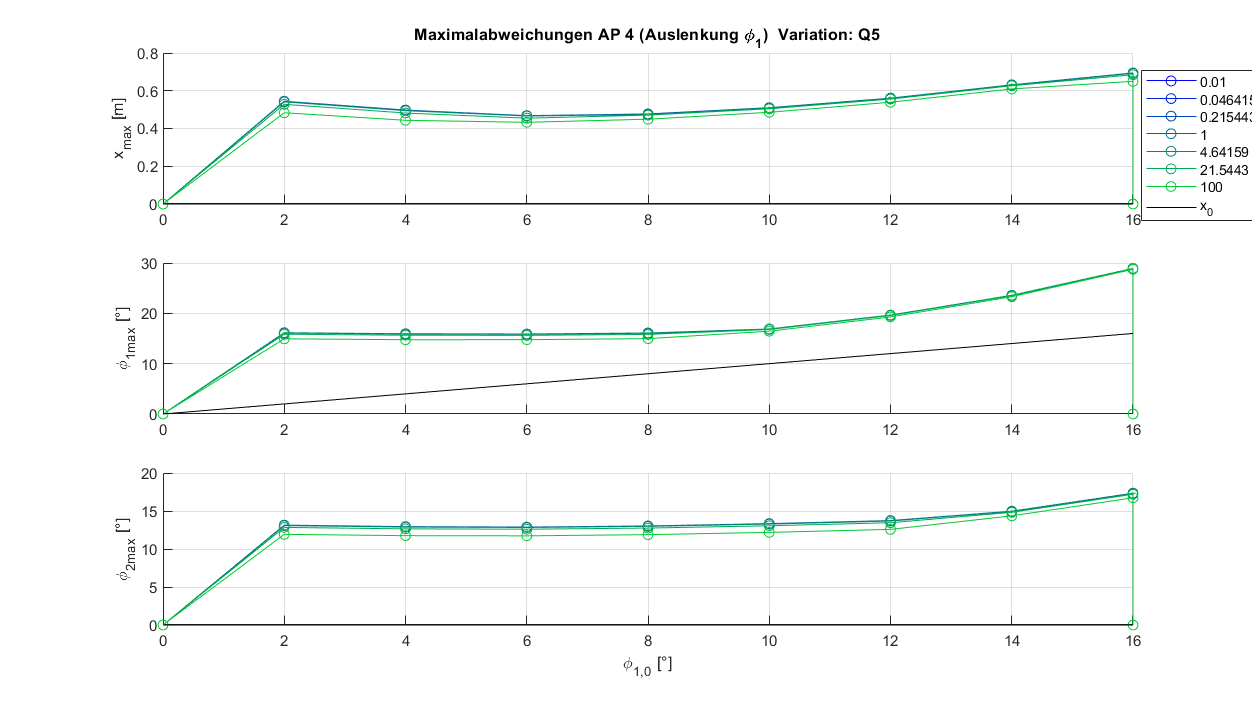 Maximalabweichungen AP 4 (Auslenkung ϕ1) Variation: Q5
0.8
0.6
0.4
0.2
0
xmax [m]
0 2 4 6 8 10 12 14 16
0.01
0.046415
0.215443
1
4.64159
21.5443
100
x0
30
20
10
0
ϕ1max [°]
0 2 4 6 8 10 12 14 16
20
15
10
5
0
ϕ2max [°]
0 2 4 6 8 10 12 14 16
ϕ1,0 [°]